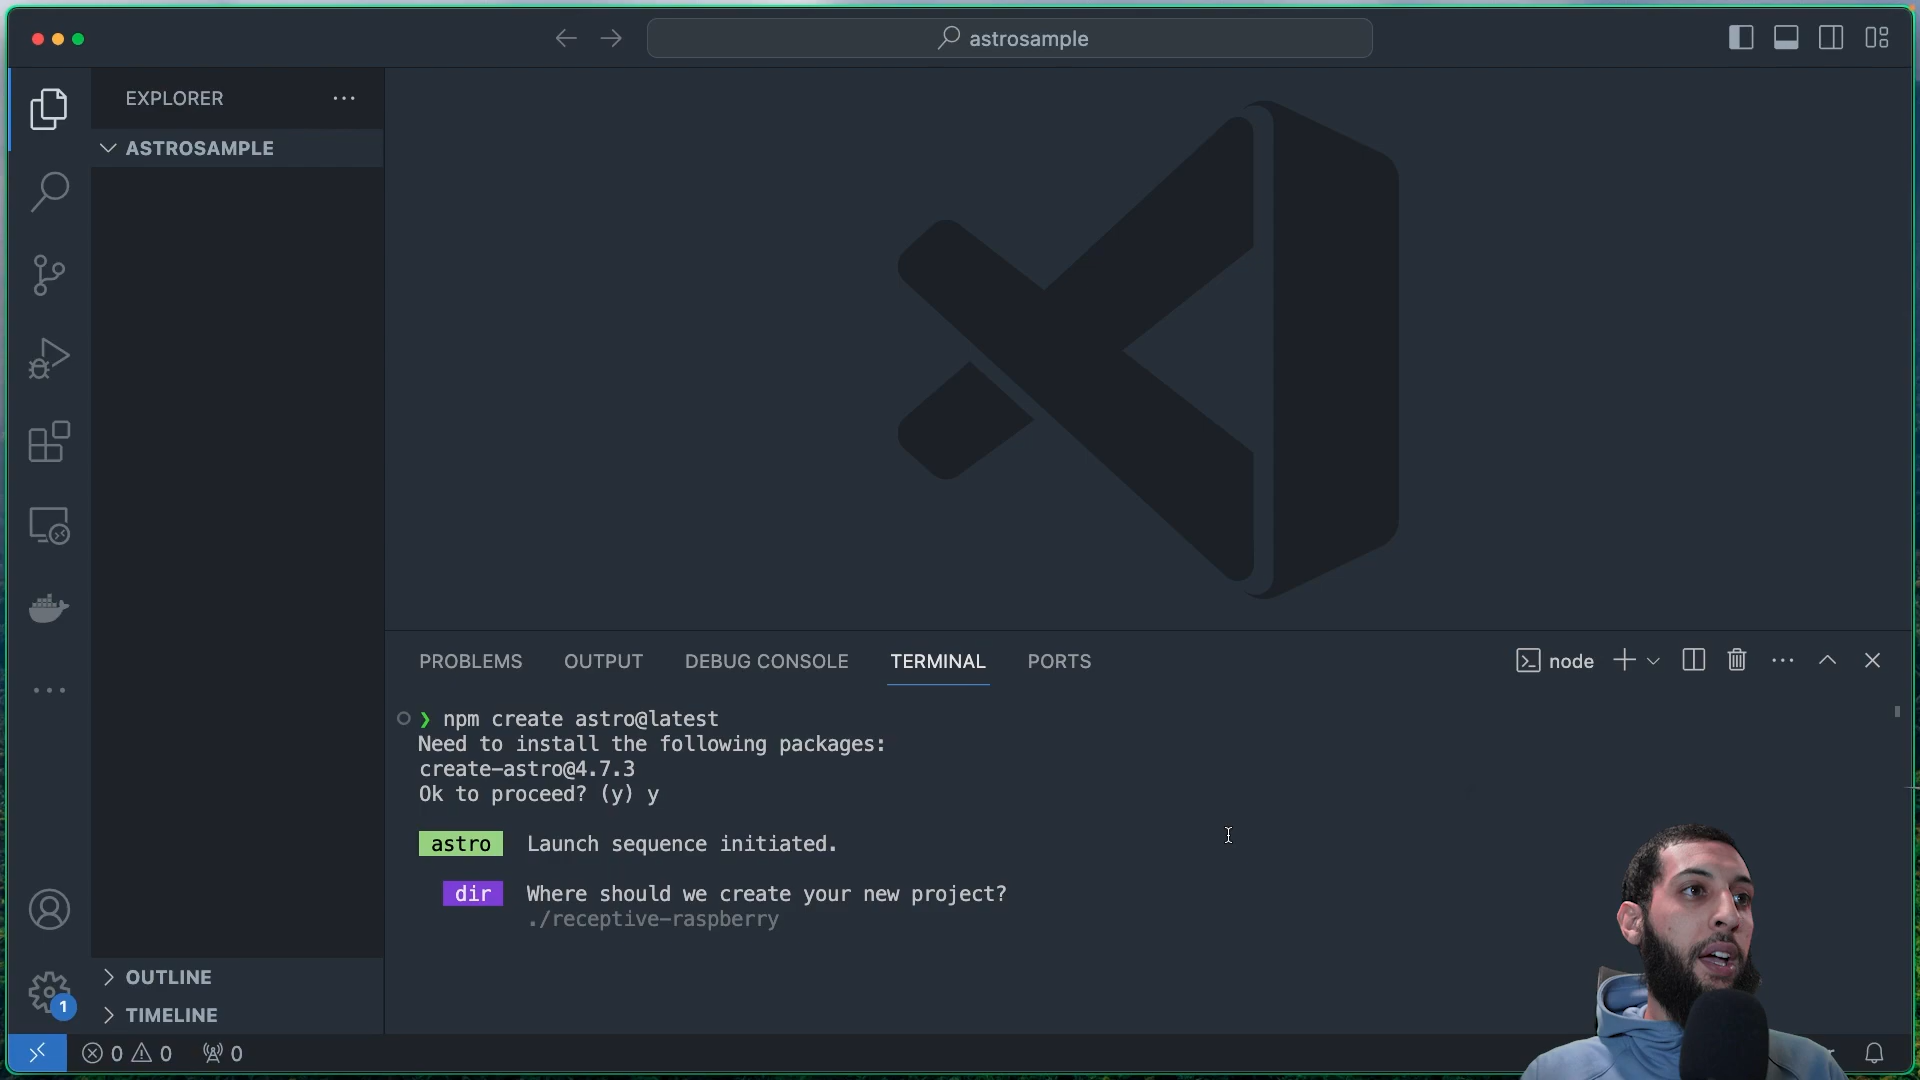 astrosample
EXPLORER
ASTROSAMPLE
PROBLEMS OUTPUT DEBUG CONSOLE TERMINAL PORTS
node
❯ npm create astro@latest
Need to install the following packages:
create-astro@4.7.3
Ok to proceed? (y) y
astro Launch sequence initiated.
dir Where should we create your new project?
./receptive-raspberry
OUTLINE
1
TIMELINE
0 0 0